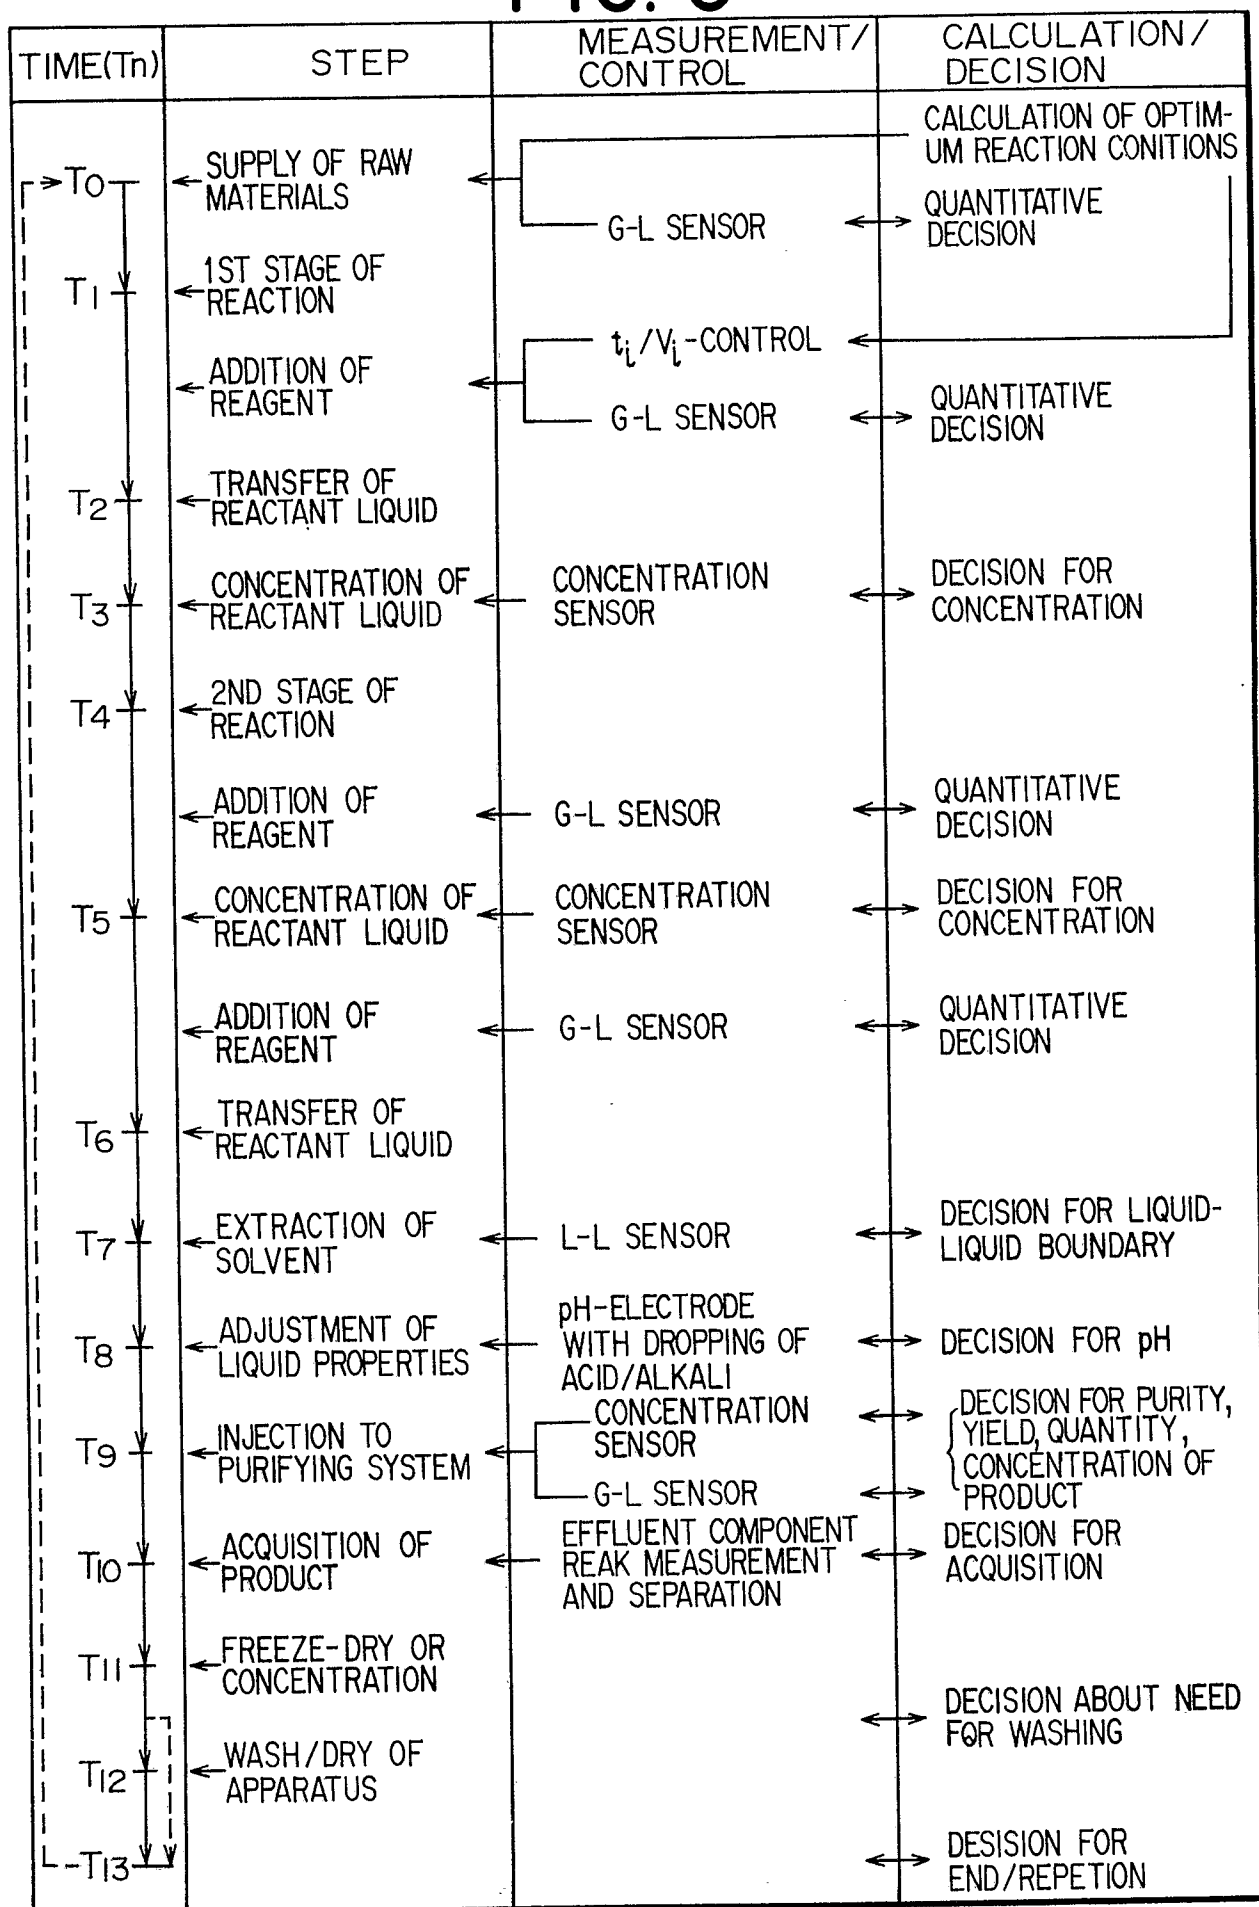 TIME(Tn)
STEP
MEASUREMENT/
CONTROL
CALCULATION/
DECISION
CALCULATION OF OPTIM-
UM REACTION CONITIONS
T0
SUPPLY OF RAW
MATERIALS
G-L SENSOR
QUANTITATIVE
DECISION
T1
1ST STAGE OF
REACTION
ti/Vi-CONTROL
ADDITION OF
REAGENT
G-L SENSOR
QUANTITATIVE
DECISION
T2
TRANSFER OF
REACTANT LIQUID
T3
CONCENTRATION OF
REACTANT LIQUID
CONCENTRATION
SENSOR
DECISION FOR
CONCENTRATION
T4
2ND STAGE OF
REACTION
ADDITION OF
REAGENT
G-L SENSOR
QUANTITATIVE
DECISION
T5
CONCENTRATION OF
REACTANT LIQUID
CONCENTRATION
SENSOR
DECISION FOR
CONCENTRATION
ADDITION OF
REAGENT
G-L SENSOR
QUANTITATIVE
DECISION
T6
TRANSFER OF
REACTANT LIQUID
T7
EXTRACTION OF
SOLVENT
L-L SENSOR
DECISION FOR LIQUID-
LIQUID BOUNDARY
T8
ADJUSTMENT OF
LIQUID PROPERTIES
pH-ELECTRODE
WITH DROPPING OF
ACID/ALKALI
DECISION FOR pH
T9
INJECTION TO
PURIFYING SYSTEM
CONCENTRATION
SENSOR
G-L SENSOR
DECISION FOR PURITY,
YIELD, QUANTITY,
CONCENTRATION OF
PRODUCT
T10
ACQUISITION OF
PRODUCT
EFFLUENT COMPONENT
REAK MEASUREMENT
AND SEPARATION
DECISION FOR
ACQUISITION
T11
FREEZE-DRY OR
CONCENTRATION
DECISION ABOUT NEED
FOR WASHING
T12
WASH/DRY OF
APPARATUS
T13
DESISION FOR
END/REPETION